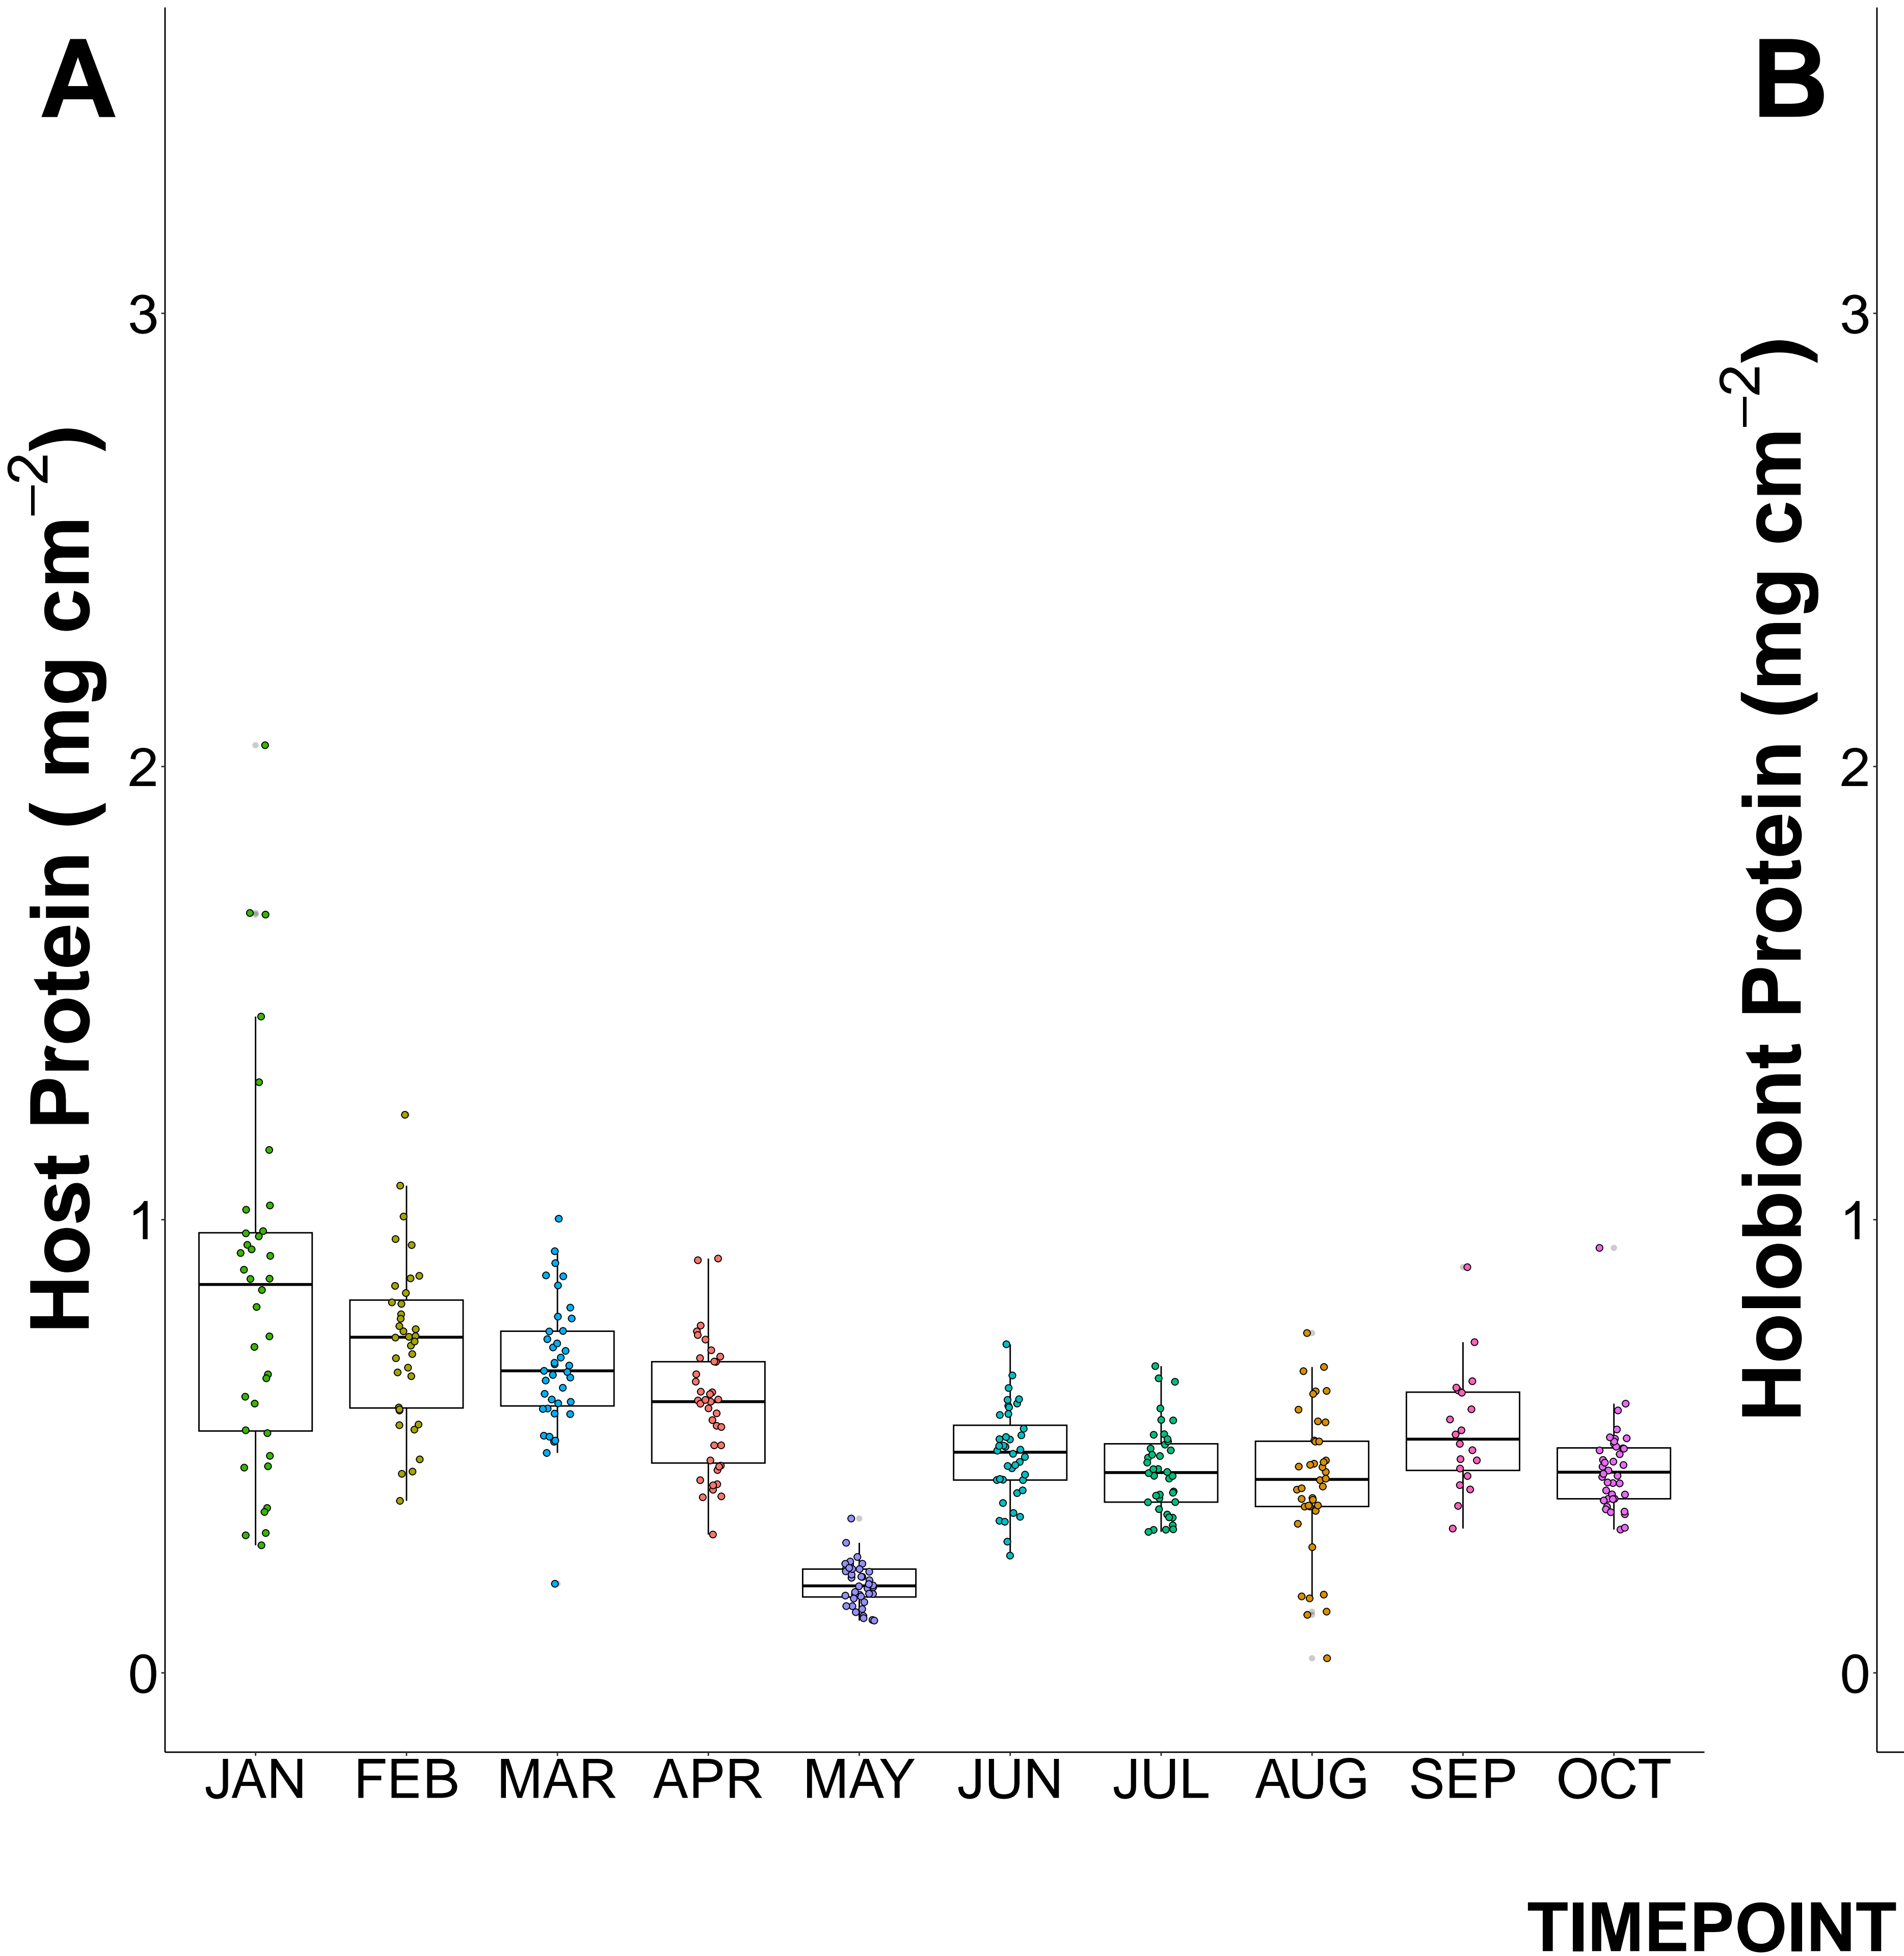 A
Host Protein ( mg cm−2)
3
2
1
0
JAN FEB MAR APR MAY JUN JUL AUG SEP OCT
B
Holobiont Protein (mg cm−2)
3
2
1
0
TIMEPOINT